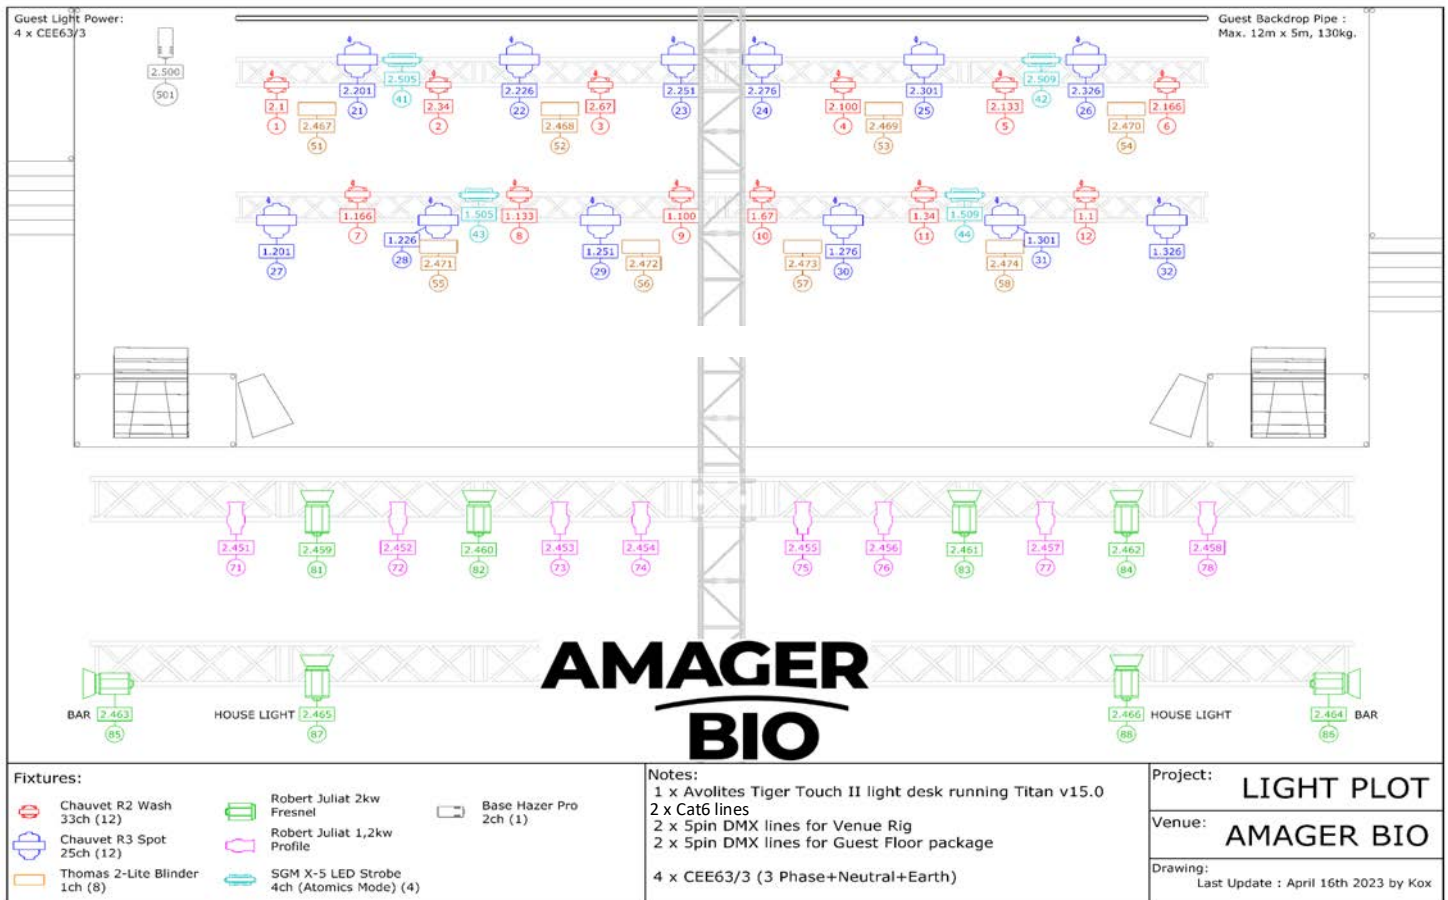 Guest Light Power:
4 x CEE63/3
Guest Backdrop Pipe :
Max. 12m x 5m, 130kg.
2.500
501
2.201
21
2.505
41
2.226
22
2.251
23
2.276
24
2.301
25
2.509
42
2.326
26
2.1
1
2.467
51
2.34
2
2.468
52
2.67
3
2.100
4
2.469
53
2.133
5
2.470
54
2.166
6
1.166
7
1.505
43
1.133
8
1.100
9
1.67
10
1.34
11
1.509
44
1.1
12
1.201
27
1.226
28
2.471
55
1.251
29
2.472
56
2.473
57
1.276
30
2.474
58
1.301
31
1.326
32
2.451
71
2.459
81
2.452
72
2.460
82
2.453
73
2.454
74
2.455
75
2.456
76
2.461
83
2.457
77
2.462
84
2.458
78
AMAGER
BIO
BAR 2.463
85
HOUSE LIGHT 2.465
87
2.466 HOUSE LIGHT
88
2.464 BAR
86
Fixtures:
Chauvet R2 Wash
33ch (12)
Chauvet R3 Spot
25ch (12)
Thomas 2-Lite Blinder
1ch (8)
Robert Juliat 2kw
Fresnel
Robert Juliat 1,2kw
Profile
SGM X-5 LED Strobe
4ch (Atomics Mode) (4)
Base Hazer Pro
2ch (1)
Notes:
1 x Avolites Tiger Touch II light desk running Titan v15.0
2 x Cat6 lines
2 x 5pin DMX lines for Venue Rig
2 x 5pin DMX lines for Guest Floor package
4 x CEE63/3 (3 Phase+Neutral+Earth)
Project:
LIGHT PLOT
Venue:
AMAGER BIO
Drawing:
Last Update : April 16th 2023 by Kox